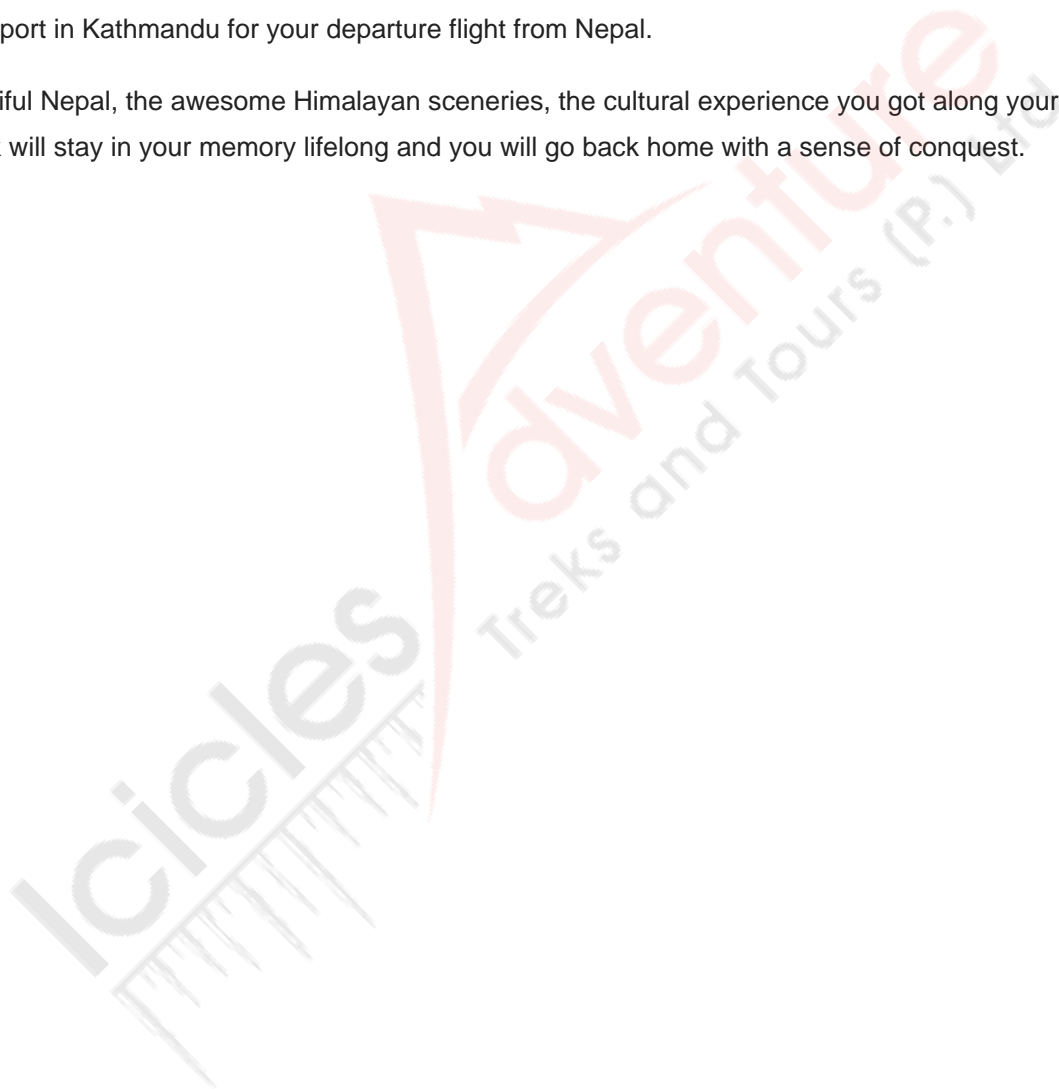 port in Kathmandu for your departure flight from Nepal.
iful Nepal, the awesome Himalayan sceneries, the cultural experience you got along your
will stay in your memory lifelong and you will go back home with a sense of conquest.
Icicles
dventure
Treks and Tours (P.) Ltd